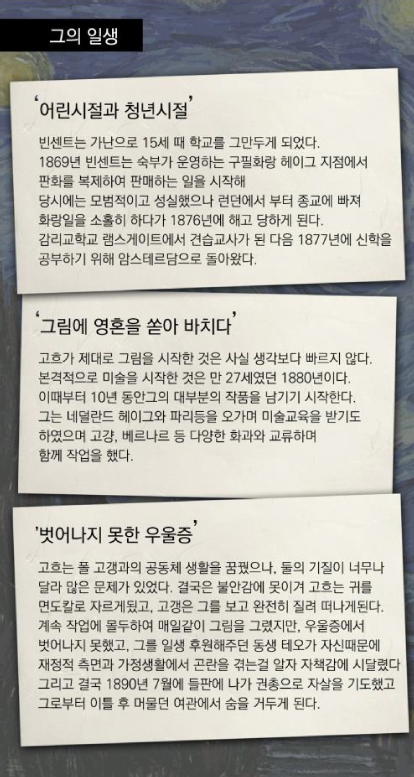 그의 일생
‘어린시절과 청년시절’
빈센트는 가난으로 15세 때 학교를 그만두게 되었다.
1869년 빈센트는 숙부가 운영하는 구필화랑 헤이그 지점에서
판화를 복제하여 판매하는 일을 시작해
당시에는 모범적이고 성실했으나 런던에서 부터 종교에 빠져
화랑일을 소홀히 하다가 1876년에 해고 당하게 된다.
감리교학교 램스게이트에서 견습교사가 된 다음 1877년에 신학을
공부하기 위해 암스테르담으로 돌아왔다.
‘그림에 영혼을 쏟아 바치다’
고흐가 제대로 그림을 시작한 것은 사실 생각보다 빠르지 않다.
본격적으로 미술을 시작한 것은 만 27세였던 1880년이다.
이때부터 10년 동안그의 대부분의 작품을 남기기 시작한다.
그는 네덜란드 헤이그와 파리등을 오가며 미술교육을 받기도
하였으며 고걍, 베르나르 등 다양한 화과와 교류하며
함께 작업을 했다.
’벗어나지 못한 우울증’
고흐는 폴 고갱과의 공동체 생활을 꿈꿨으나, 둘의 기질이 너무나
달라 많은 문제가 있었다. 결국은 불안감에 못이겨 고흐는 귀를
면도칼로 자르게됬고, 고갱은 그를 보고 완전히 질려 떠나게된다.
계속 작업에 몰두하여 매일같이 그림을 그렸지만, 우울증에서
벗어나지 못했고, 그를 일생 후원해주던 동생 테오가 자신때문에
재정적 측면과 가정생활에서 곤란을 겪는걸 알자 자책감에 시달렸다
그리고 결국 1890년 7월에 들판에 나가 권총으로 자살을 기도했고
그로부터 이틀 후 머물던 여관에서 숨을 거두게 된다.